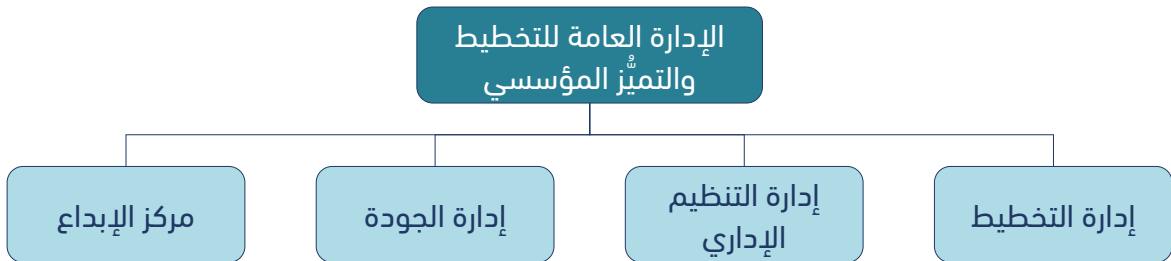 الإدارة العامة للتخطيط
والتميُّز المؤسسي
إدارة التخطيط
إدارة التنظيم
الإداري
إدارة الجودة
مركز الإبداع